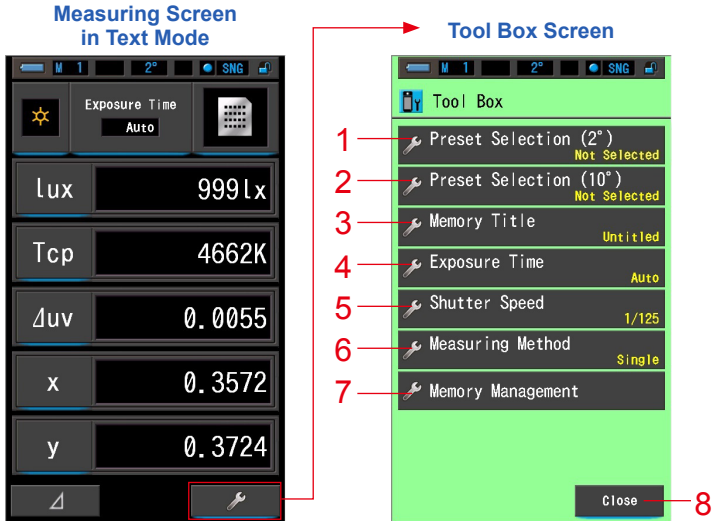 Measuring Screen
in Text Mode
M 1 2° SNG
Exposure Time
Auto
lux 999lx
Tcp 4662K
⊿uv 0.0055
x 0.3572
y 0.3724
⊿
Tool Box Screen
M 1 2° SNG
Tool Box
1 Preset Selection (2°)
Not Selected
2 Preset Selection (10°)
Not Selected
3 Memory Title
Untitled
4 Exposure Time
Auto
5 Shutter Speed
1/125
6 Measuring Method
Single
7 Memory Management
Close 8